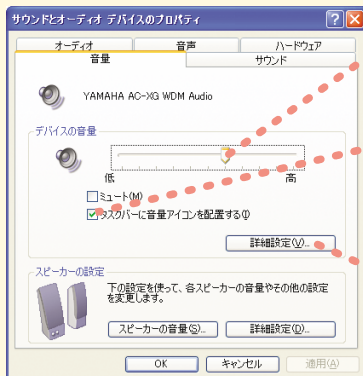 サウンドとオーディオ デバイスのプロパティ
オーディオ 音声 ハードウェア
音量 サウンド
YAMAHA AC-XG WDM Audio
デバイスの音量
低 高
ミュート(M)
タスクバーに音量アイコンを配置する(I)
詳細設定(V)...
スピーカーの設定
下の設定を使って、各スピーカーの音量やその他の設定
を変更します。
スピーカーの音量(S)... 詳細設定(D)...
OK キャンセル 適用(A)